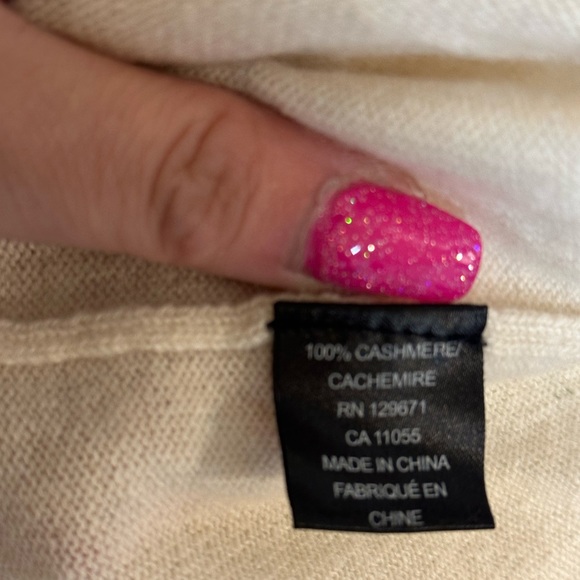 100% CASHMERE/
CACHEMIRE
RN 129671
CA 11055
MADE IN CHINA
FABRIQUÉ EN
CHINE